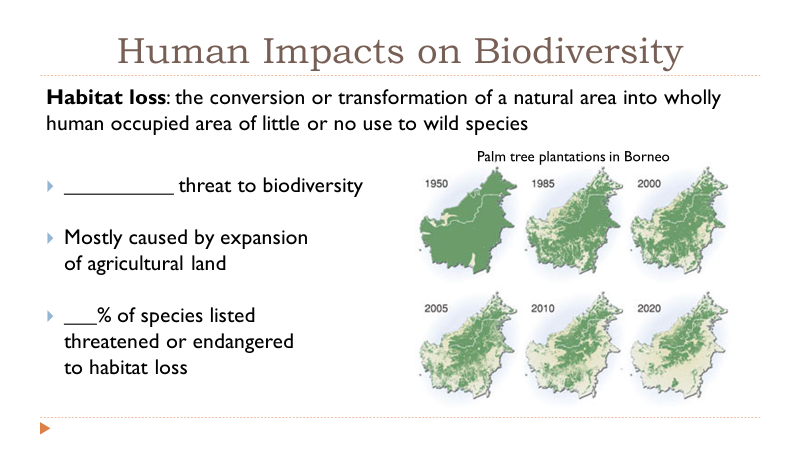 Human Impacts on Biodiversity
Habitat loss: the conversion or transformation of a natural area into wholly
human occupied area of little or no use to wild species
Palm tree plantations in Borneo
__________ threat to biodiversity
Mostly caused by expansion
of agricultural land
___% of species listed
threatened or endangered
to habitat loss
1950
1985
2000
2005
2010
2020